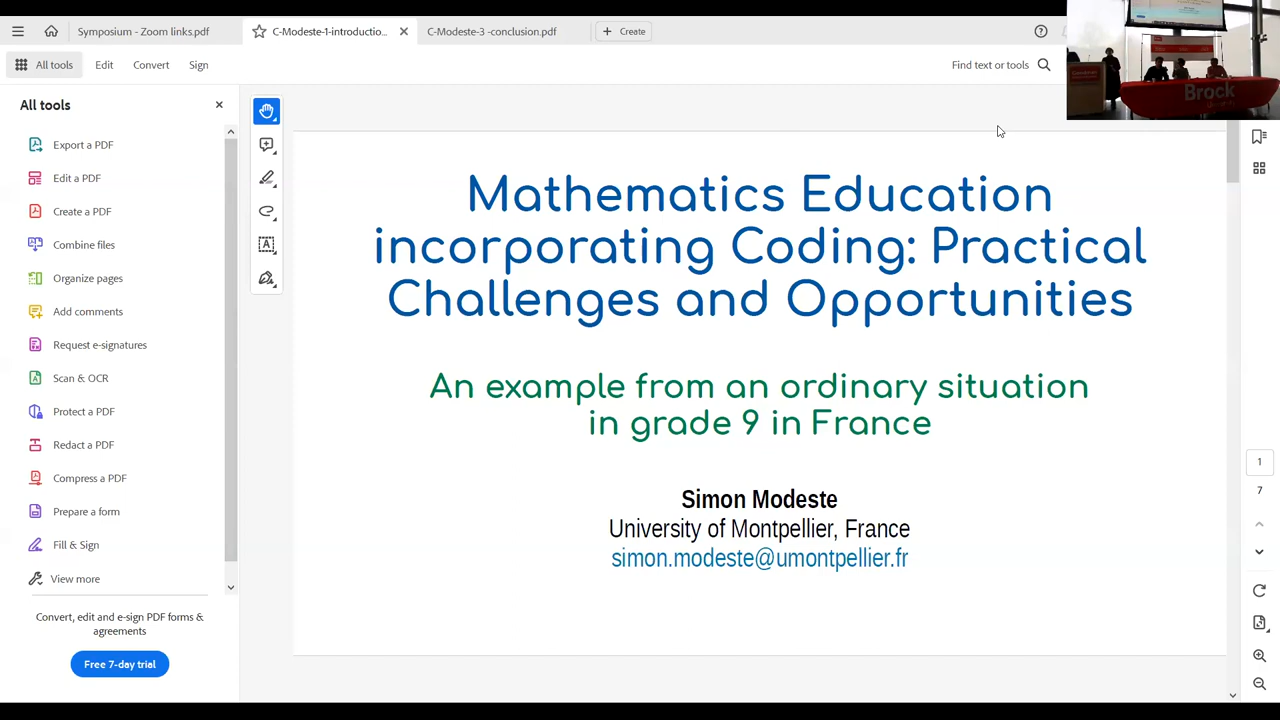 Symposium - Zoom links.pdf
C-Modeste-1-introductio...
C-Modeste-3 -conclusion.pdf
Create
All tools
Edit
Convert
Sign
Find text or tools
All tools
Export a PDF
Edit a PDF
Create a PDF
Combine files
Organize pages
Add comments
Request e-signatures
Scan & OCR
Protect a PDF
Redact a PDF
Compress a PDF
Prepare a form
Fill & Sign
View more
Convert, edit and e-sign PDF forms &
agreements
Free 7-day trial
Mathematics Education
incorporating Coding: Practical
Challenges and Opportunities
An example from an ordinary situation
in grade 9 in France
Simon Modeste
University of Montpellier, France
simon.modeste@umontpellier.fr
Brock
1
7